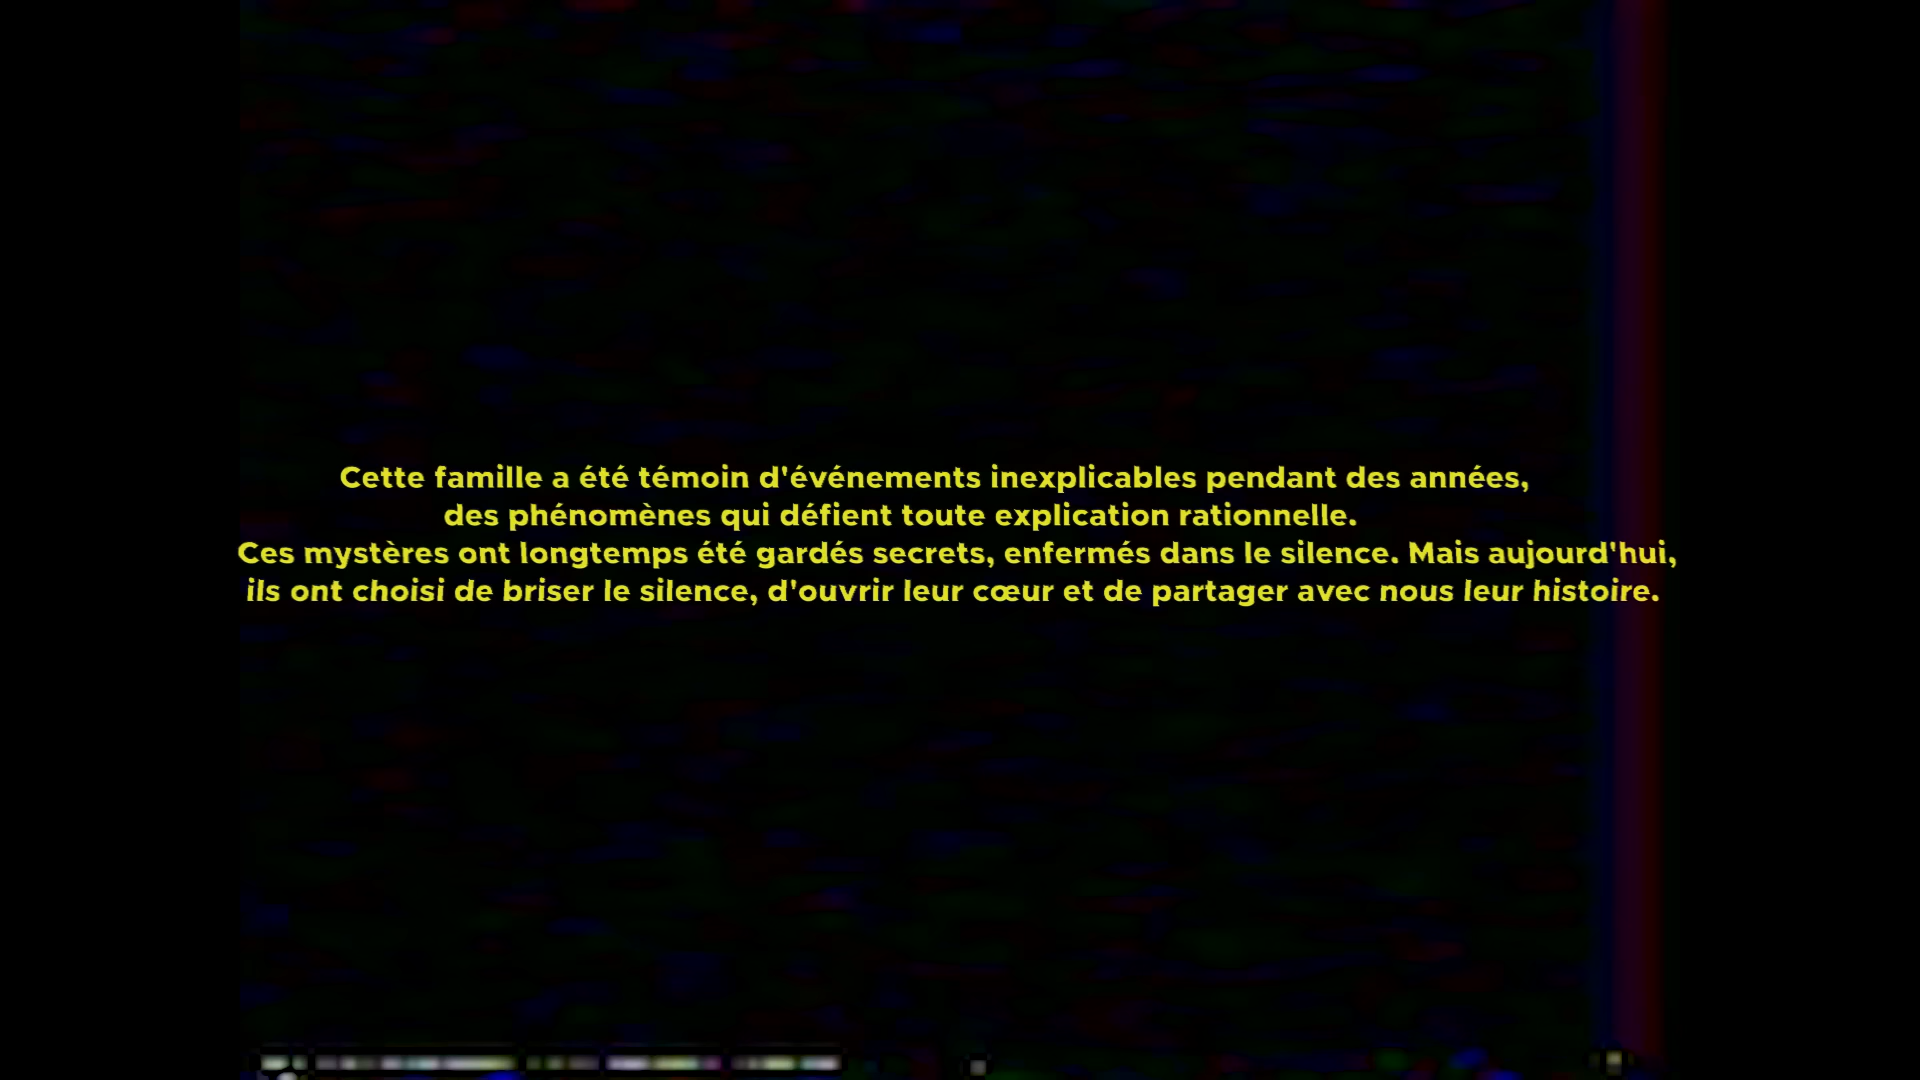 Cette famille a été témoin d'événements inexplicables pendant des années,
des phénomènes qui défient toute explication rationnelle.
Ces mystères ont longtemps été gardés secrets, enfermés dans le silence. Mais aujourd'hui,
ils ont choisi de briser le silence, d'ouvrir leur cœur et de partager avec nous leur histoire.